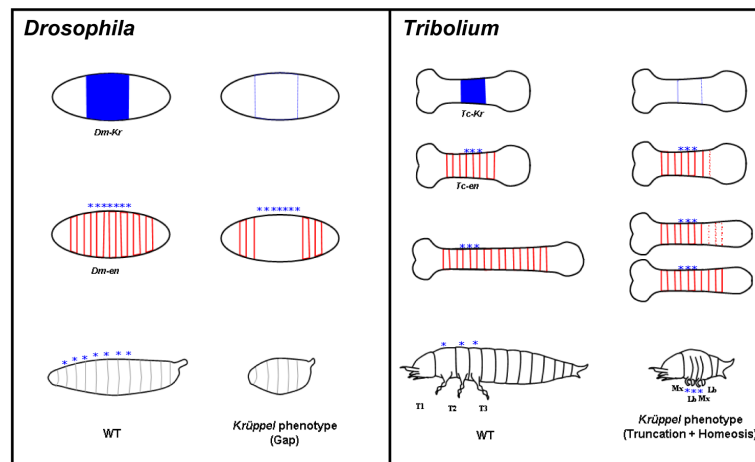 Drosophila
Dm-Kr
*******
*******
Dm-en
* * * * * * *
WT
Krüppel phenotype
(Gap)
Tribolium
Tc-Kr
***
***
Tc-en
***
***
***
* * *
T1
T2
T3
WT
Mx
***
Lb
Lb
Mx
Krüppel phenotype
(Truncation + Homeosis)